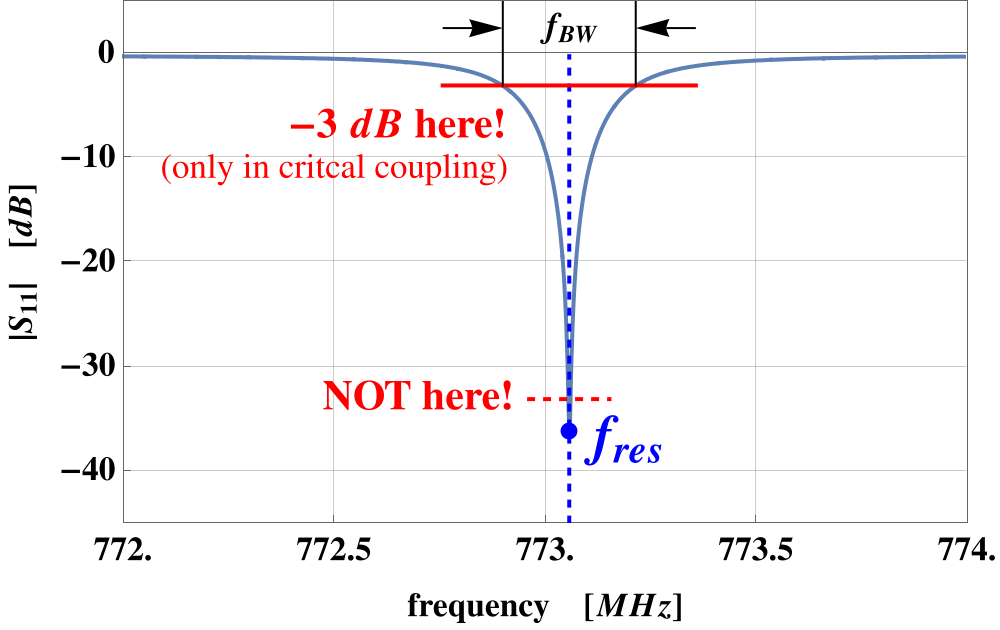 f_BW
0
−3 dB here!
(only in critcal coupling)
−10
|S₁₁| [dB]
−20
−30
NOT here!
f_res
−40
772. 772.5 773. 773.5 774.
frequency [MHz]